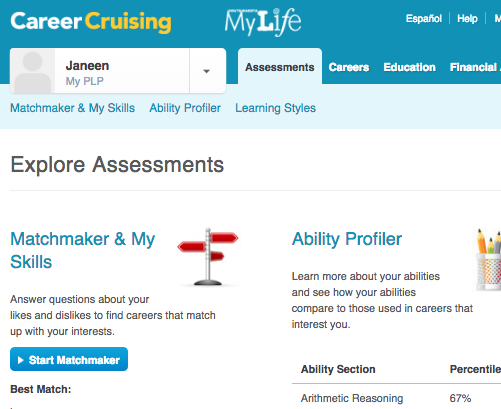 CareerCruising
MyLife
Español | Help |
Janeen
My PLP
Assessments Careers Education Financial
Matchmaker & My Skills Ability Profiler Learning Styles
Explore Assessments
Matchmaker & My
Skills
Answer questions about your
likes and dislikes to find careers that match
up with your interests.
Start Matchmaker
Best Match:
Ability Profiler
Learn more about your abilities
and see how your abilities
compare to those used in careers that
interest you.
Ability Section Percentile
Arithmetic Reasoning 67%